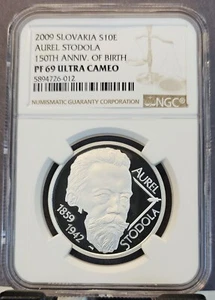 2009 SLOVAKIA S10E
AUREL STODOLA
150TH ANNIV. OF BIRTH
PF 69 ULTRA CAMEO
5894726-012
NUMISMATIC GUARANTY CORPORATION
NGC
AUREL
STODOLA
1859
1942